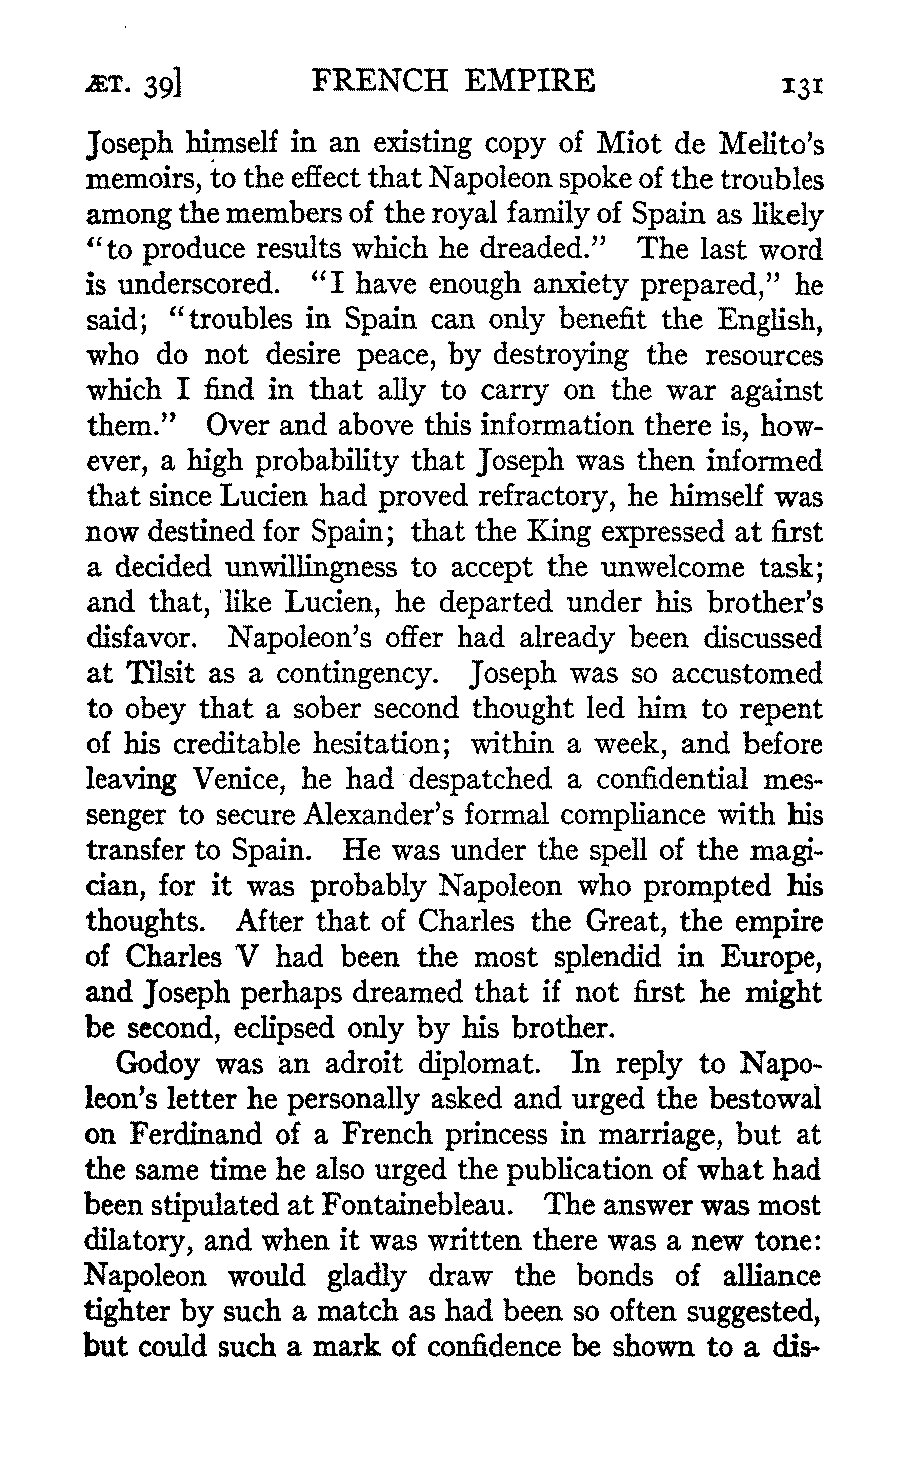 ÆT. 39] FRENCH EMPIRE 131
Joseph himself in an existing copy of Miot de Melito's
memoirs, to the effect that Napoleon spoke of the troubles
among the members of the royal family of Spain as likely
"to produce results which he dreaded." The last word
is underscored. "I have enough anxiety prepared," he
said; "troubles in Spain can only benefit the English,
who do not desire peace, by destroying the resources
which I find in that ally to carry on the war against
them." Over and above this information there is, how-
ever, a high probability that Joseph was then informed
that since Lucien had proved refractory, he himself was
now destined for Spain; that the King expressed at first
a decided unwillingness to accept the unwelcome task;
and that, like Lucien, he departed under his brother's
disfavor. Napoleon's offer had already been discussed
at Tilsit as a contingency. Joseph was so accustomed
to obey that a sober second thought led him to repent
of his creditable hesitation; within a week, and before
leaving Venice, he had despatched a confidential mes-
senger to secure Alexander's formal compliance with his
transfer to Spain. He was under the spell of the magi-
cian, for it was probably Napoleon who prompted his
thoughts. After that of Charles the Great, the empire
of Charles V had been the most splendid in Europe,
and Joseph perhaps dreamed that if not first he might
be second, eclipsed only by his brother.
Godoy was an adroit diplomat. In reply to Napo-
leon's letter he personally asked and urged the bestowal
on Ferdinand of a French princess in marriage, but at
the same time he also urged the publication of what had
been stipulated at Fontainebleau. The answer was most
dilatory, and when it was written there was a new tone:
Napoleon would gladly draw the bonds of alliance
tighter by such a match as had been so often suggested,
but could such a mark of confidence be shown to a dis-